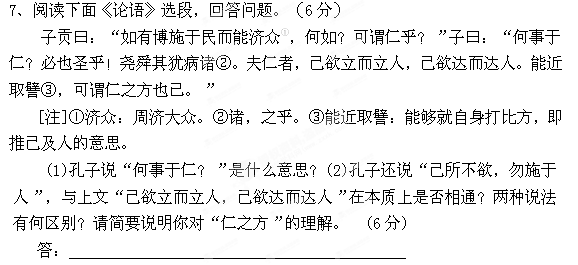 7、阅读下面《论语》选段，回答问题。（6分）
子贡曰：“如有博施于民而能济众①，何如？可谓仁乎？”子曰：“何事于
仁？必也圣乎！尧舜其犹病诸②。夫仁者，己欲立而立人，己欲达而达人。能近
取譬③，可谓仁之方也已。”
[注]①济众：周济大众。②诸，之乎。③能近取譬：能够就自身打比方，即
推己及人的意思。
(1)孔子说“何事于仁？”是什么意思？(2)孔子还说“己所不欲，勿施于
人”，与上文“己欲立而立人，己欲达而达人”在本质上是否相通？两种说法
有何区别？请简要说明你对“仁之方”的理解。（6分）
答：